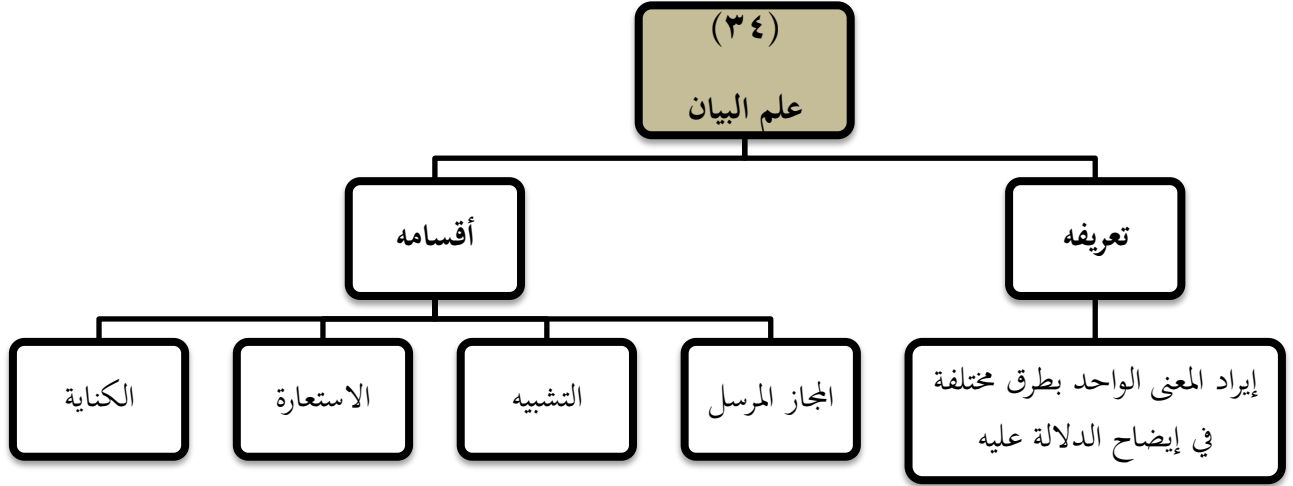 (٣٤)
علم البيان
تعريفه
أقسامه
إيراد المعنى الواحد بطرق مختلفة
في إيضاح الدلالة عليه
المجاز المرسل
التشبيه
الاستعارة
الكناية